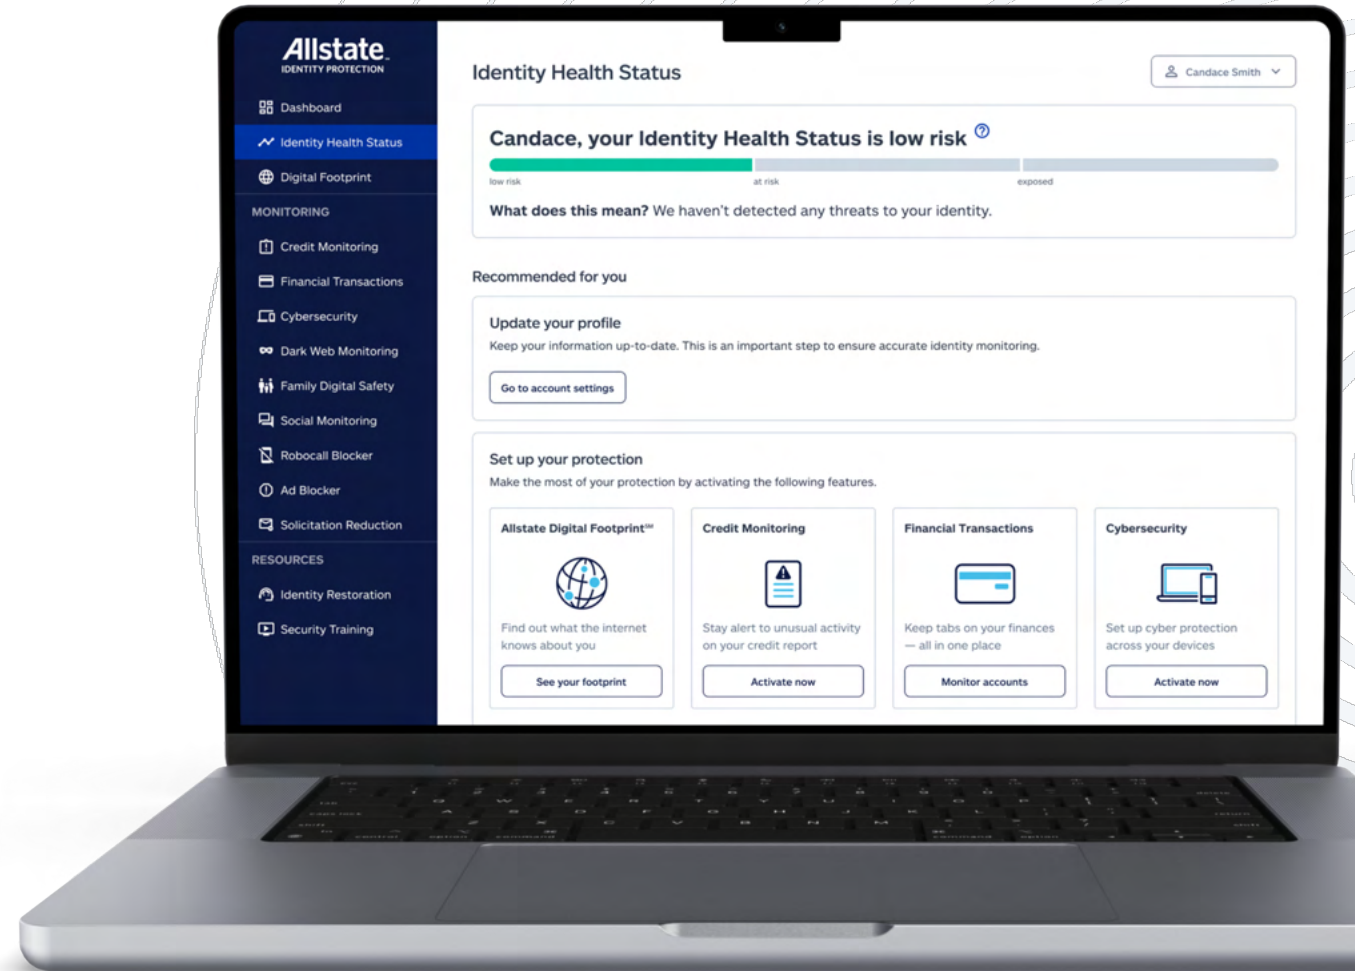 Allstate
IDENTITY PROTECTION
Dashboard
Identity Health Status
Digital Footprint
MONITORING
Credit Monitoring
Financial Transactions
Cybersecurity
Dark Web Monitoring
Family Digital Safety
Social Monitoring
Robocall Blocker
Ad Blocker
Solicitation Reduction
RESOURCES
Identity Restoration
Security Training
Identity Health Status
Candace Smith
Candace, your Identity Health Status is low risk ?
low risk at risk exposed
What does this mean? We haven't detected any threats to your identity.
Recommended for you
Update your profile
Keep your information up-to-date. This is an important step to ensure accurate identity monitoring.
Go to account settings
Set up your protection
Make the most of your protection by activating the following features.
Allstate Digital Footprint℠
Find out what the internet
knows about you
See your footprint
Credit Monitoring
Stay alert to unusual activity
on your credit report
Activate now
Financial Transactions
Keep tabs on your finances
— all in one place
Monitor accounts
Cybersecurity
Set up cyber protection
across your devices
Activate now